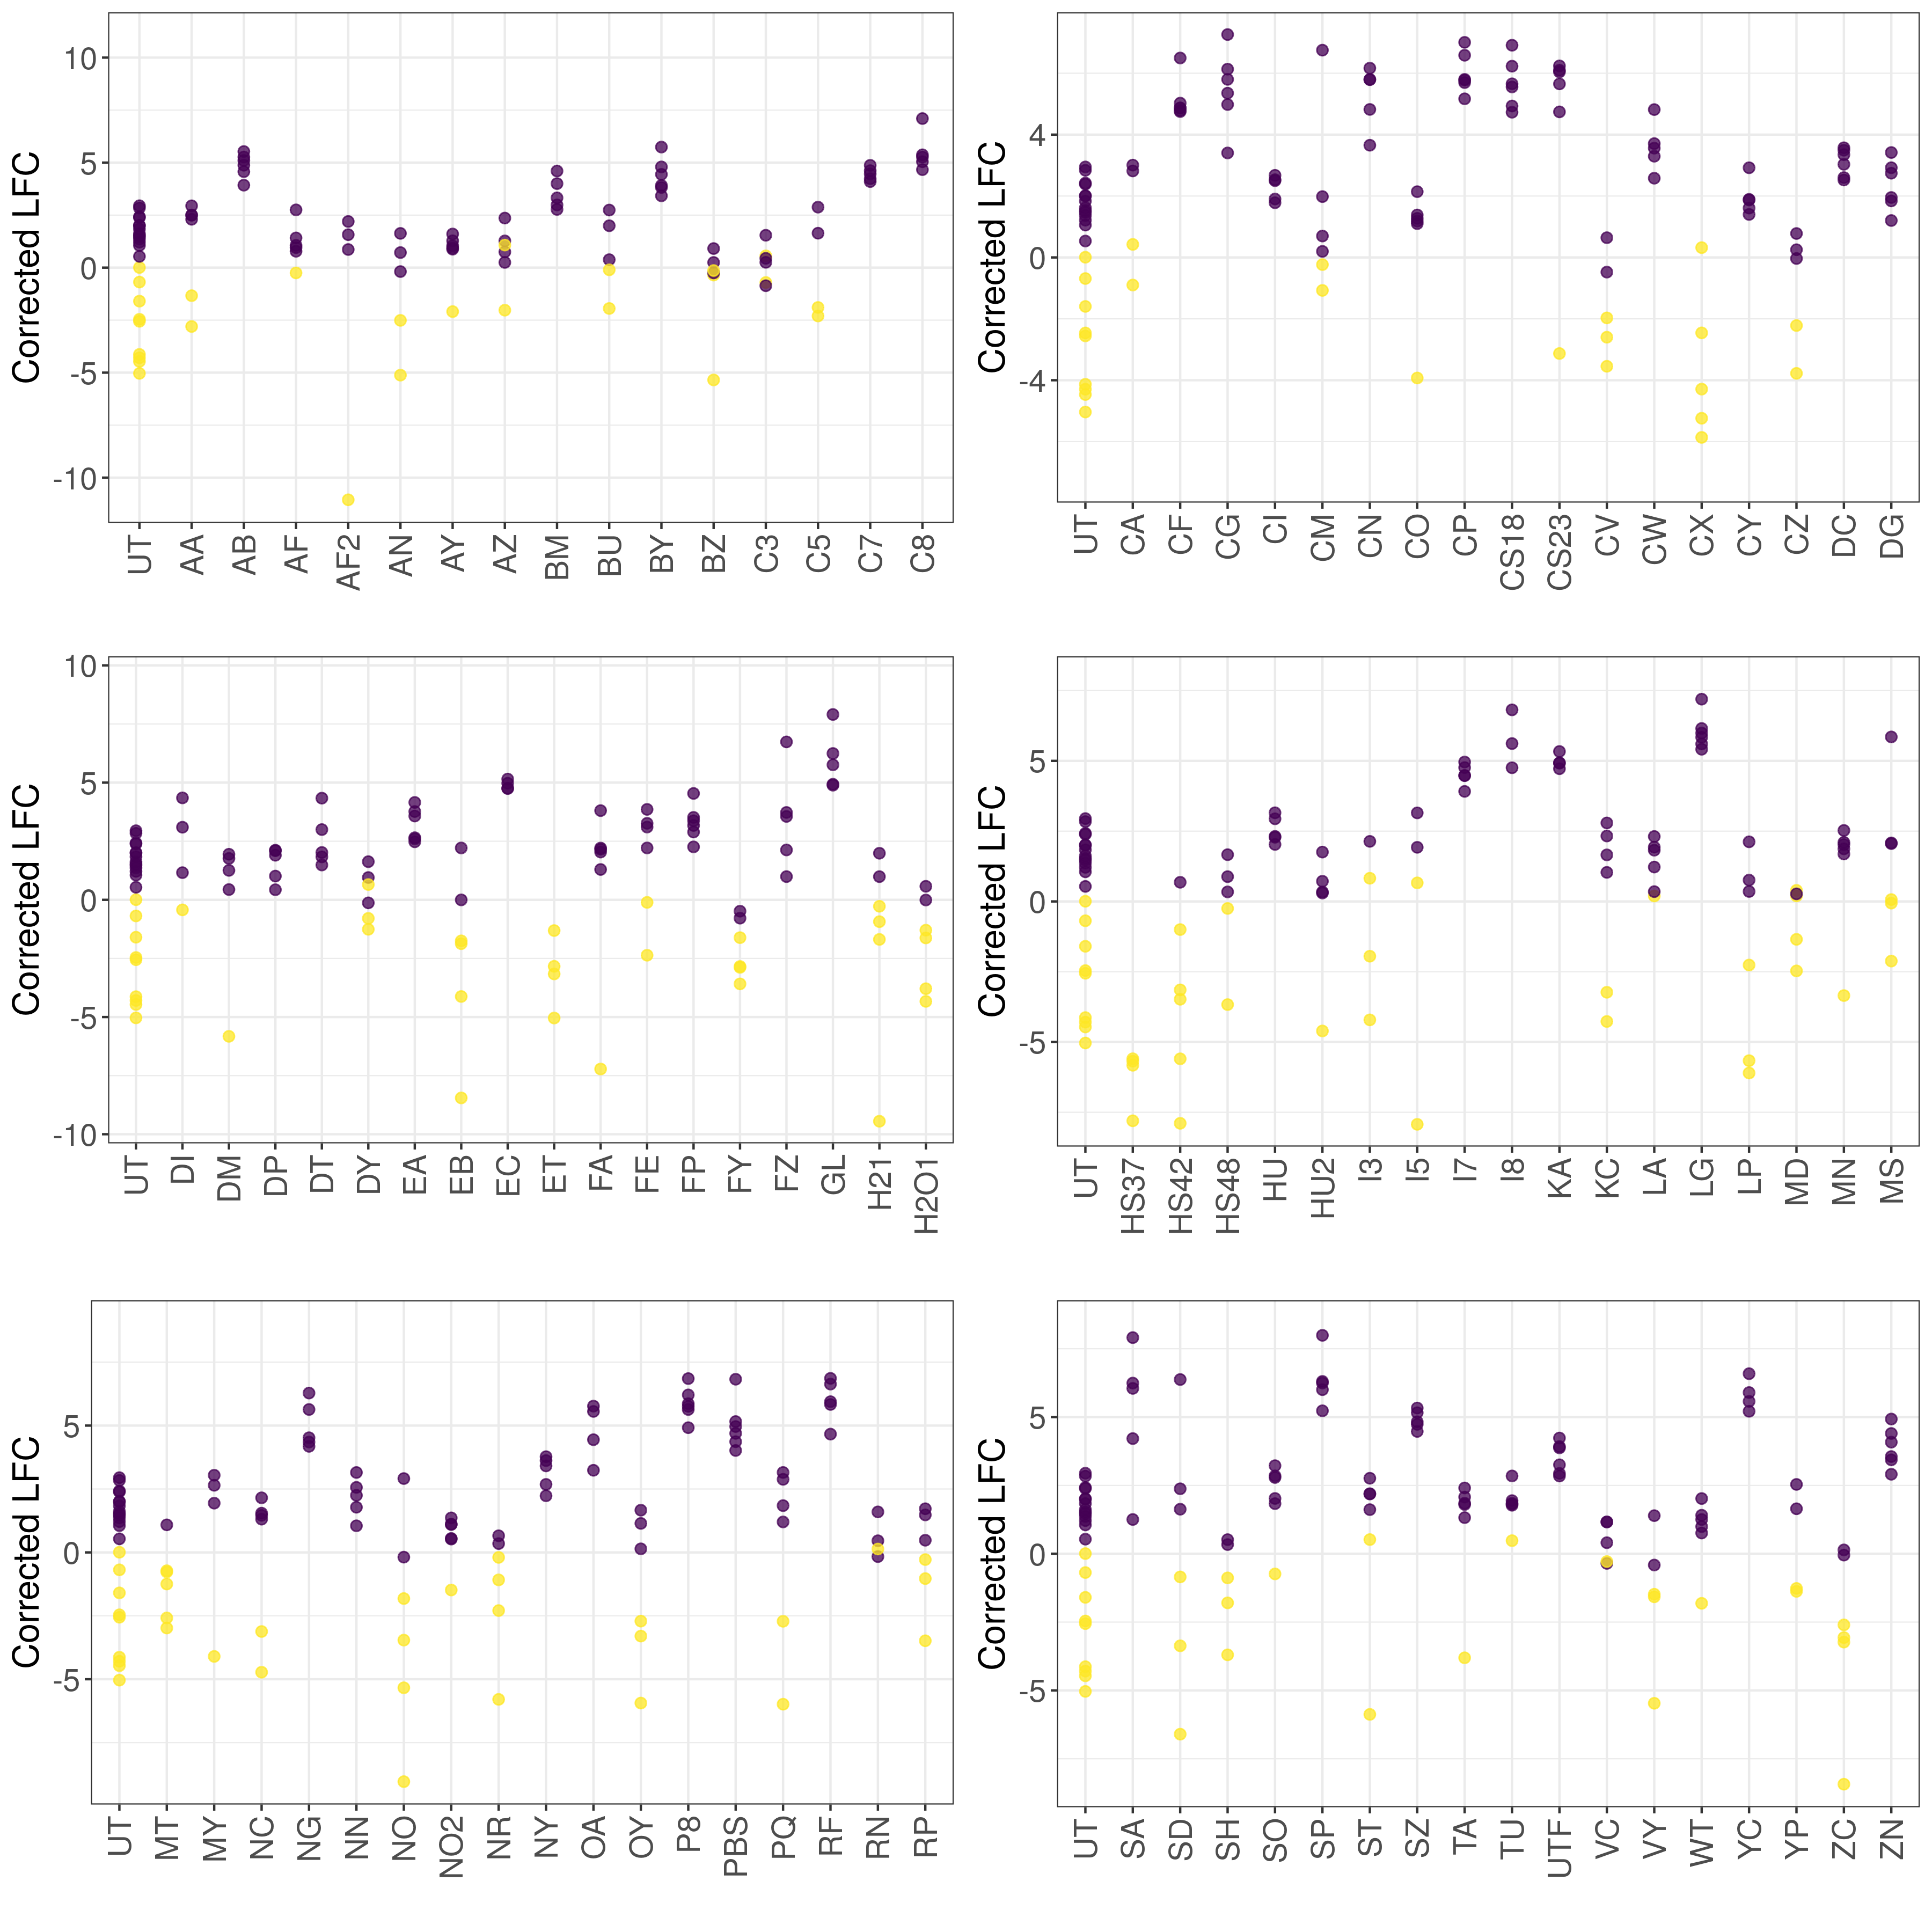 Corrected LFC
10
5
0
-5
-10
UT AA AB AF AF2 AN AY AZ BM BU BY BZ C3 C5 C7 C8
Corrected LFC
4
0
-4
UT CA CF CG CI CM CN CO CP CS18 CS23 CV CW CX CY CZ DC DG
Corrected LFC
10
5
0
-5
-10
UT DI DM DP DT DY EA EB EC ET FA FE FP FY FZ GL H21 H2O1
Corrected LFC
5
0
-5
UT HS37 HS42 HS48 HU HU2 I3 I5 I7 I8 KA KC LA LG LP MD MN MS
Corrected LFC
5
0
-5
UT MT MY NC NG NN NO NO2 NR NY OA OY P8 PBS PQ RF RN RP
Corrected LFC
5
0
-5
UT SA SD SH SO SP ST SZ TA TU UTF VC VY WT YC YP ZC ZN